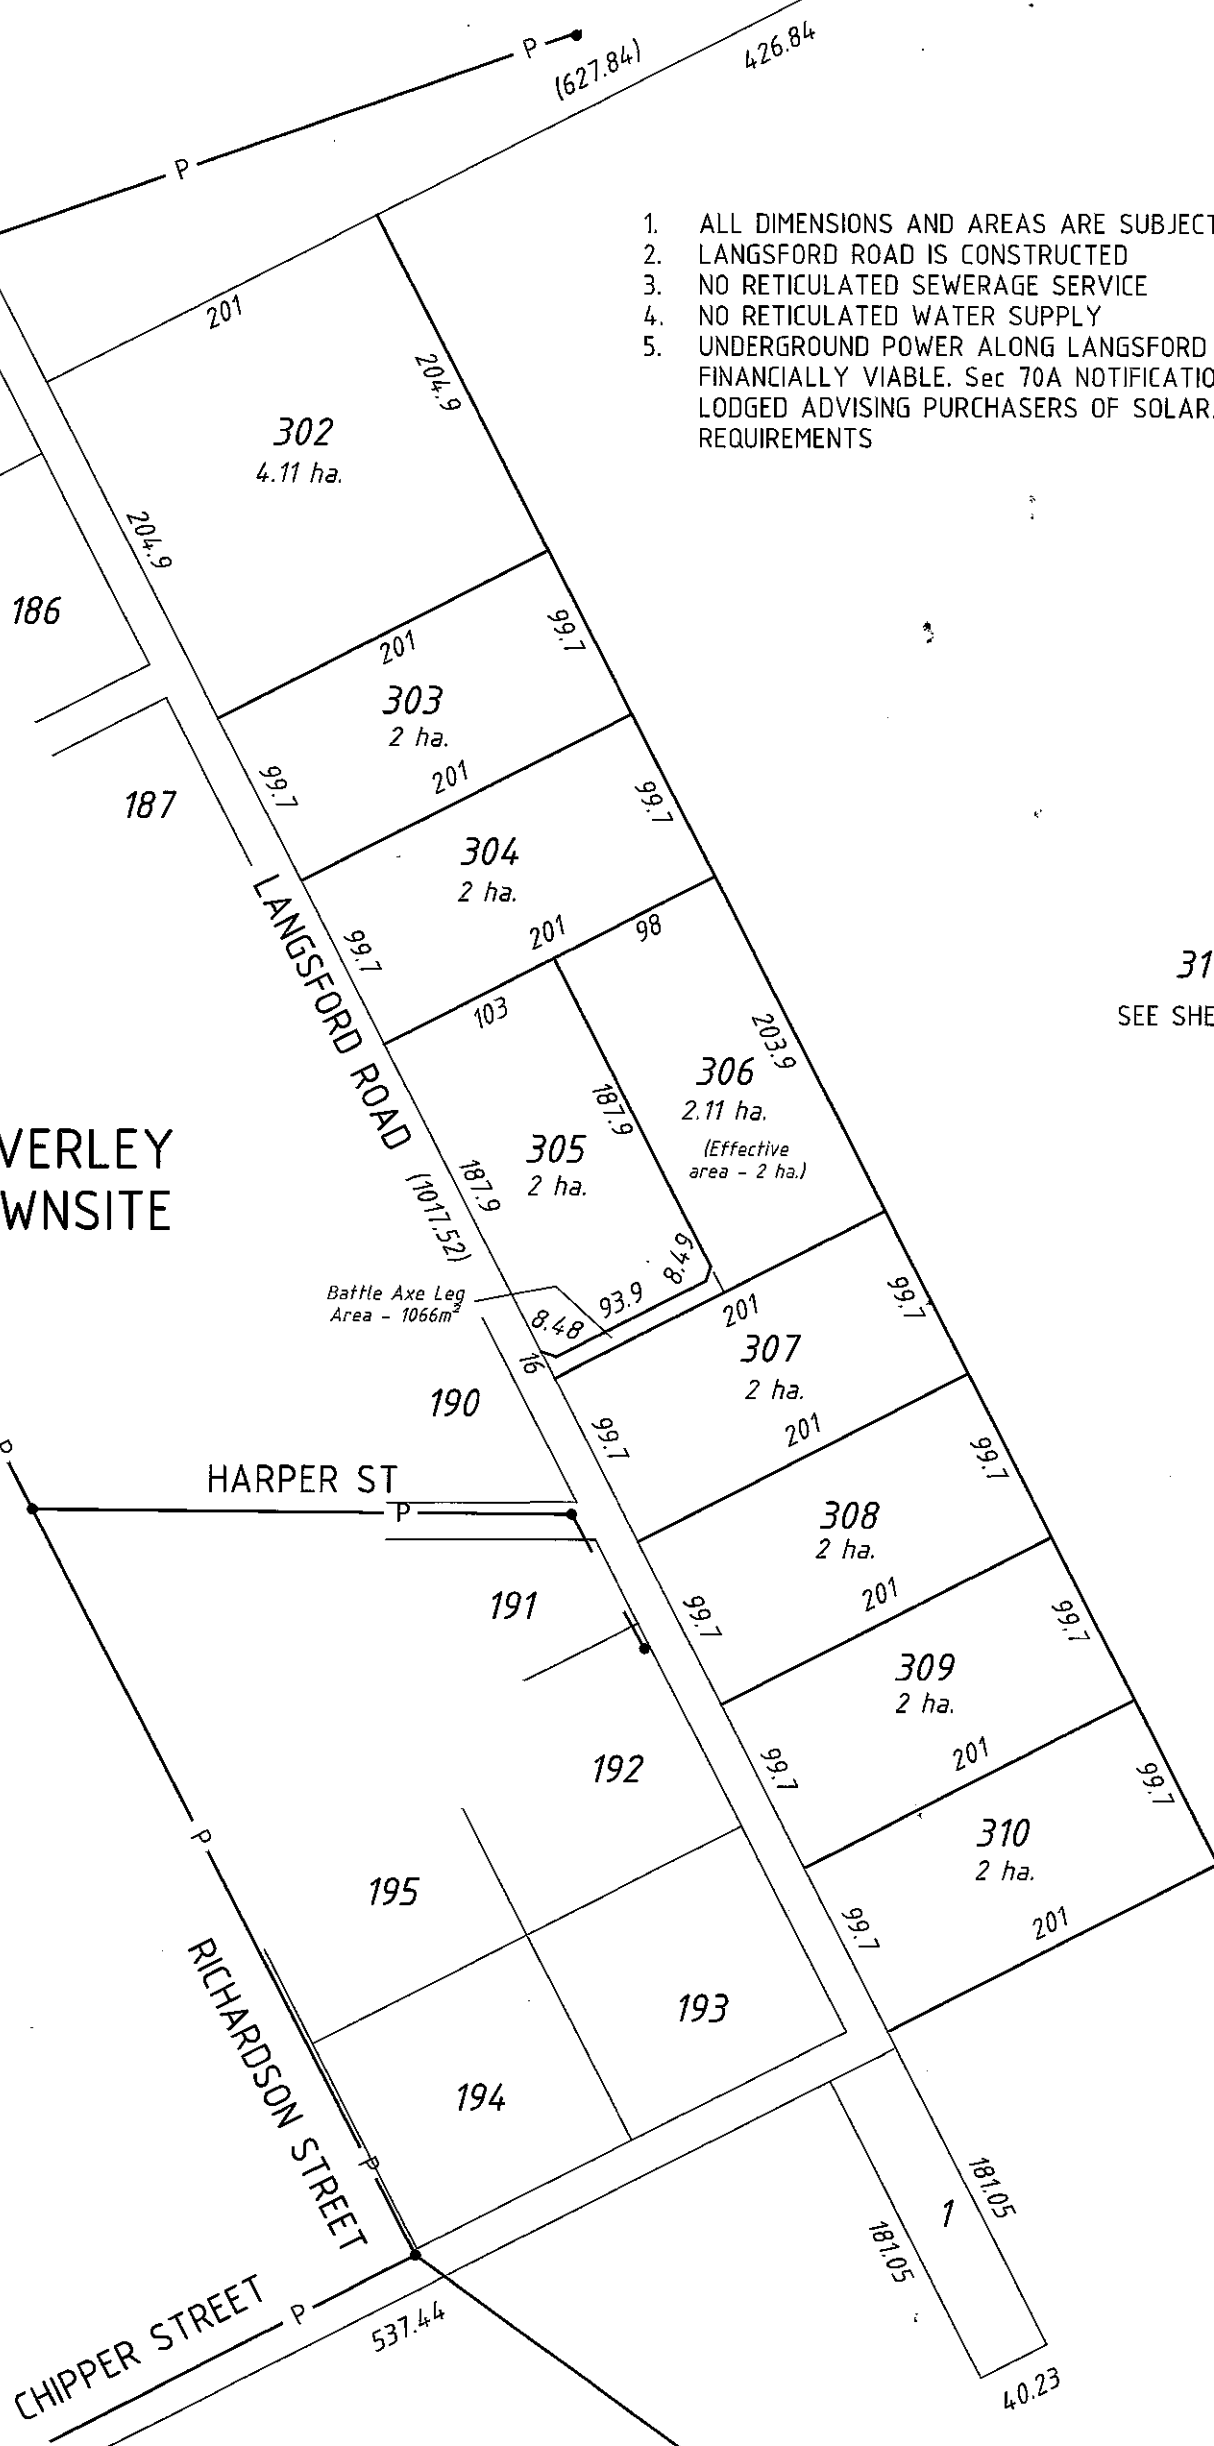 P
(627.84)
426.84
P
1. ALL DIMENSIONS AND AREAS ARE SUBJECT
2. LANGSFORD ROAD IS CONSTRUCTED
3. NO RETICULATED SEWERAGE SERVICE
4. NO RETICULATED WATER SUPPLY
5. UNDERGROUND POWER ALONG LANGSFORD
FINANCIALLY VIABLE. Sec 70A NOTIFICATIO
LODGED ADVISING PURCHASERS OF SOLAR
REQUIREMENTS
201
204.9
302
4.11 ha.
204.9
186
99.7
201
303
2 ha.
99.7
201
187
99.7
304
2 ha.
LANGSFORD ROAD (1017.52)
99.7
201
98
103
31
SEE SHE
203.9
306
2.11 ha.
(Effective
area - 2 ha.)
187.9
305
2 ha.
187.9
VERLEY
WNSITE
8.49
Battle Axe Leg
Area - 1066m²
93.9
8.48
16
201
99.7
307
2 ha.
190
99.7
201
P
HARPER ST
P
99.7
308
2 ha.
191
99.7
201
99.7
309
2 ha.
192
99.7
201
99.7
P
310
2 ha.
195
99.7
201
RICHARDSON STREET
193
194
P
181.05
1
181.05
CHIPPER STREET
P
537.44
40.23